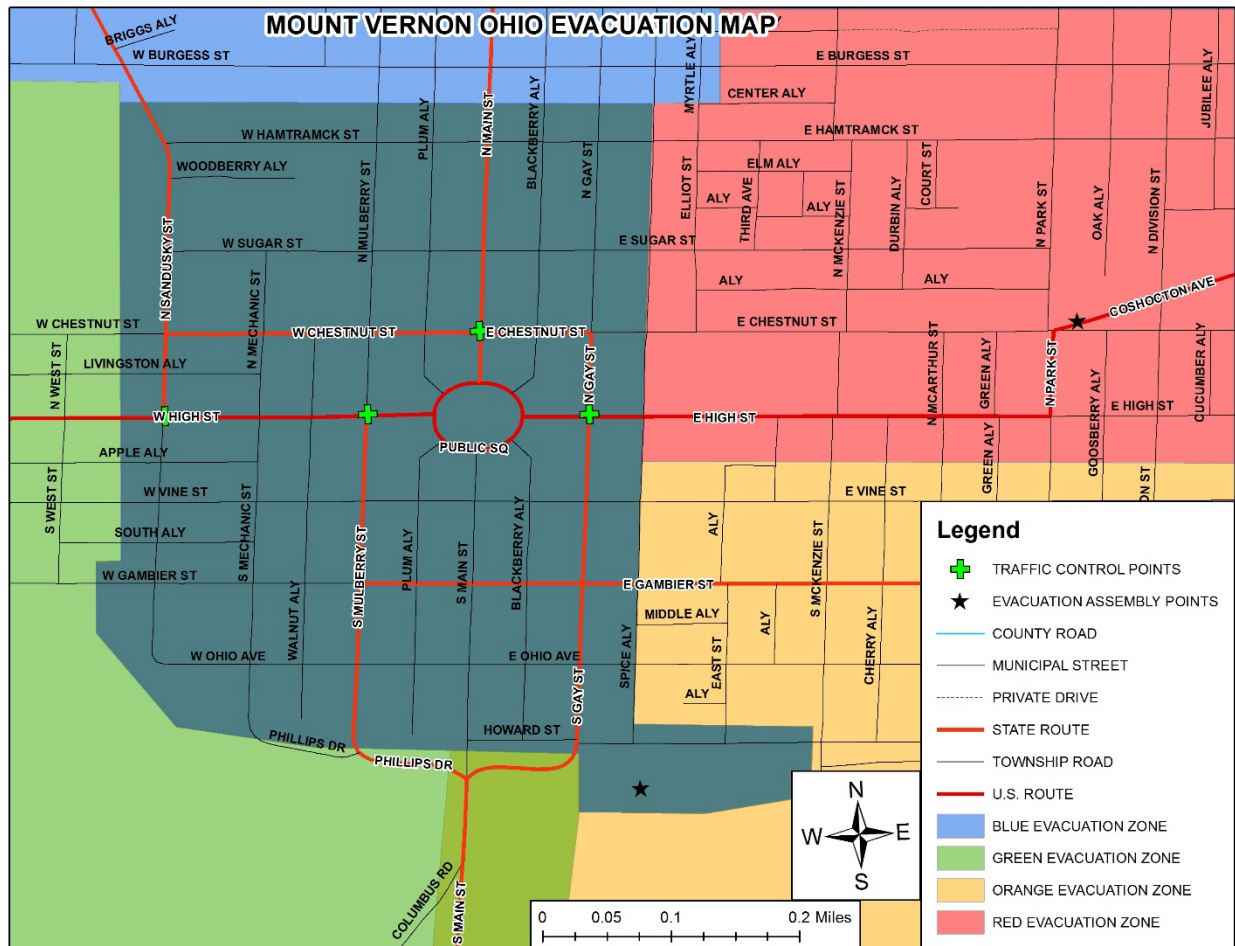 MOUNT VERNON OHIO EVACUATION MAP
BRIGGS ALY
W BURGESS ST
E BURGESS ST
MYRTLE ALY
JUBILEE ALY
CENTER ALY
PLUM ALY
N MAIN ST
BLACKBERRY ALY
W HAMTRAMCK ST
E HAMTRAMCK ST
WOODBERRY ALY
N MULBERRY ST
N GAY ST
ELLIOT ST
ELM ALY
COURT ST
ALY
ALY
THIRD AVE
N MCKENZIE ST
DURBIN ALY
N PARK ST
OAK ALY
N DIVISION ST
W SUGAR ST
E SUGAR ST
N SANDUSKY ST
N MECHANIC ST
ALY
ALY
COSHOCTON AVE
W CHESTNUT ST
W CHESTNUT ST
E CHESTNUT ST
E CHESTNUT ST
LIVINGSTON ALY
N WEST ST
N GAY ST
N MCARTHUR ST
GREEN ALY
N PARK ST
GOOSBERRY ALY
CUCUMBER ALY
W HIGH ST
E HIGH ST
E HIGH ST
PUBLIC SQ
APPLE ALY
GREEN ALY
W VINE ST
E VINE ST
ON ST
S WEST ST
SOUTH ALY
S MECHANIC ST
S MULBERRY ST
PLUM ALY
S MAIN ST
BLACKBERRY ALY
ALY
S MCKENZIE ST
W GAMBIER ST
E GAMBIER ST
WALNUT ALY
MIDDLE ALY
ALY
CHERRY ALY
W OHIO AVE
E OHIO AVE
SPICE ALY
EAST ST
S GAY ST
ALY
HOWARD ST
PHILLIPS DR
PHILLIPS DR
COLUMBUS RD
S MAIN ST
N
W E
S
0 0.05 0.1 0.2 Miles
Legend
TRAFFIC CONTROL POINTS
EVACUATION ASSEMBLY POINTS
COUNTY ROAD
MUNICIPAL STREET
PRIVATE DRIVE
STATE ROUTE
TOWNSHIP ROAD
U.S. ROUTE
BLUE EVACUATION ZONE
GREEN EVACUATION ZONE
ORANGE EVACUATION ZONE
RED EVACUATION ZONE